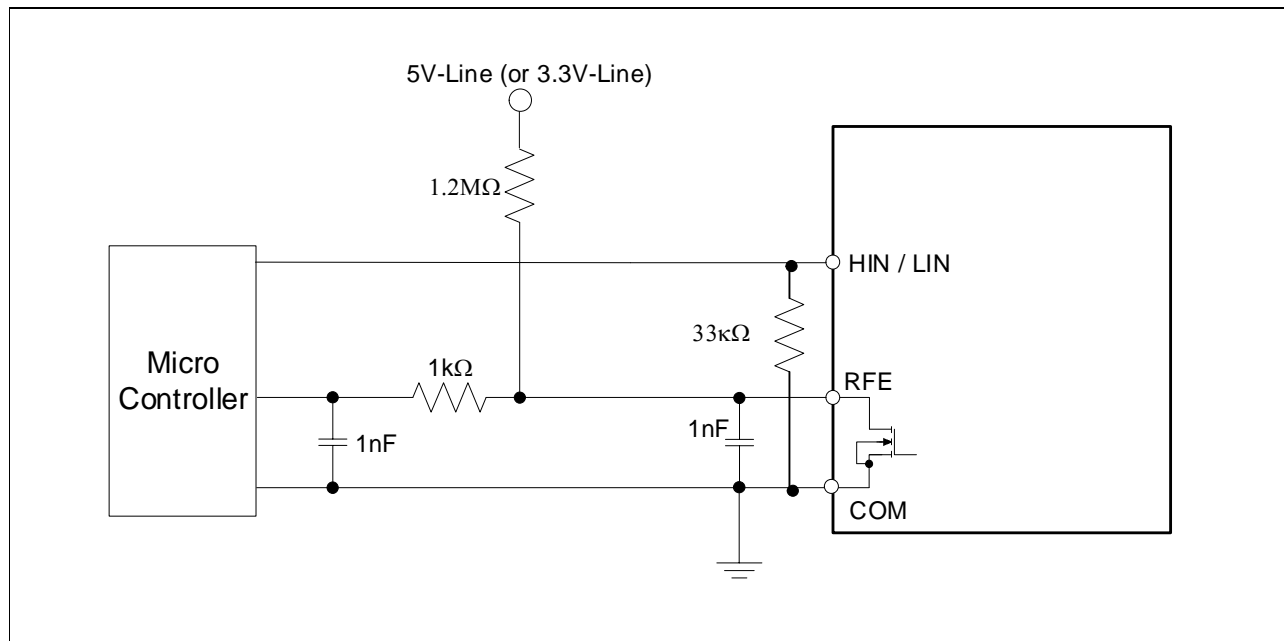 5V-Line (or 3.3V-Line)
1.2MΩ
HIN / LIN
33κΩ
Micro
Controller
1kΩ
RFE
1nF
1nF
COM